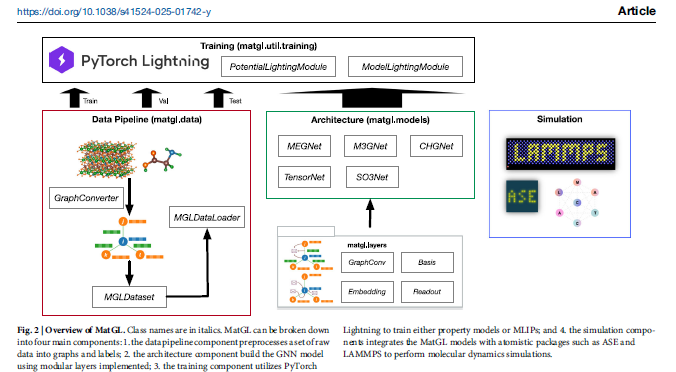 https://doi.org/10.1038/s41524-025-01742-y
Article
Training (matgl.util.training)
PyTorch Lightning
PotentialLightingModule
ModelLightingModule
Train
Val
Test
Data Pipeline (matgl.data)
GraphConverter
MGLDataLoader
MGLDataset
Architecture (matgl.models)
MEGNet
M3GNet
CHGNet
TensorNet
SO3Net
matgl.layers
GraphConv
Basis
Embedding
Readout
Simulation
LAMMPS
ASE
M
A
T
C
A
L
C
Fig. 2 | Overview of MatGL. Class names are in italics. MatGL can be broken down
into four main components: 1. the data pipeline component preprocesses a set of raw
data into graphs and labels; 2. the architecture component build the GNN model
using modular layers implemented; 3. the training component utilizes PyTorch
Lightning to train either property models or MLIPs; and 4. the simulation compo-
nents integrates the MatGL models with atomistic packages such as ASE and
LAMMPS to perform molecular dynamics simulations.